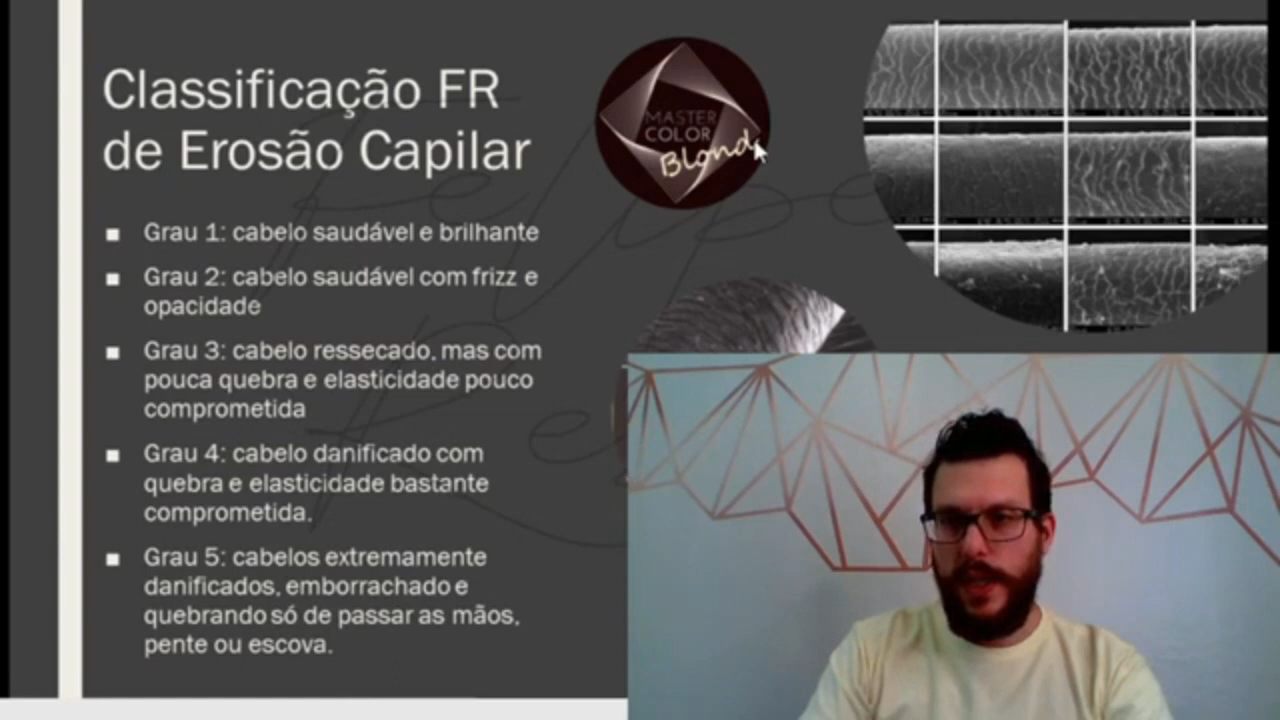 Classificação FR
de Erosão Capilar
MASTER
COLOR
Blond
Grau 1: cabelo saudável e brilhante
Grau 2: cabelo saudável com frizz e
opacidade
Grau 3: cabelo ressecado, mas com
pouca quebra e elasticidade pouco
comprometida
Grau 4: cabelo danificado com
quebra e elasticidade bastante
comprometida.
Grau 5: cabelos extremamente
danificados, emborrachado e
quebrando só de passar as mãos,
pente ou escova.
Felipe